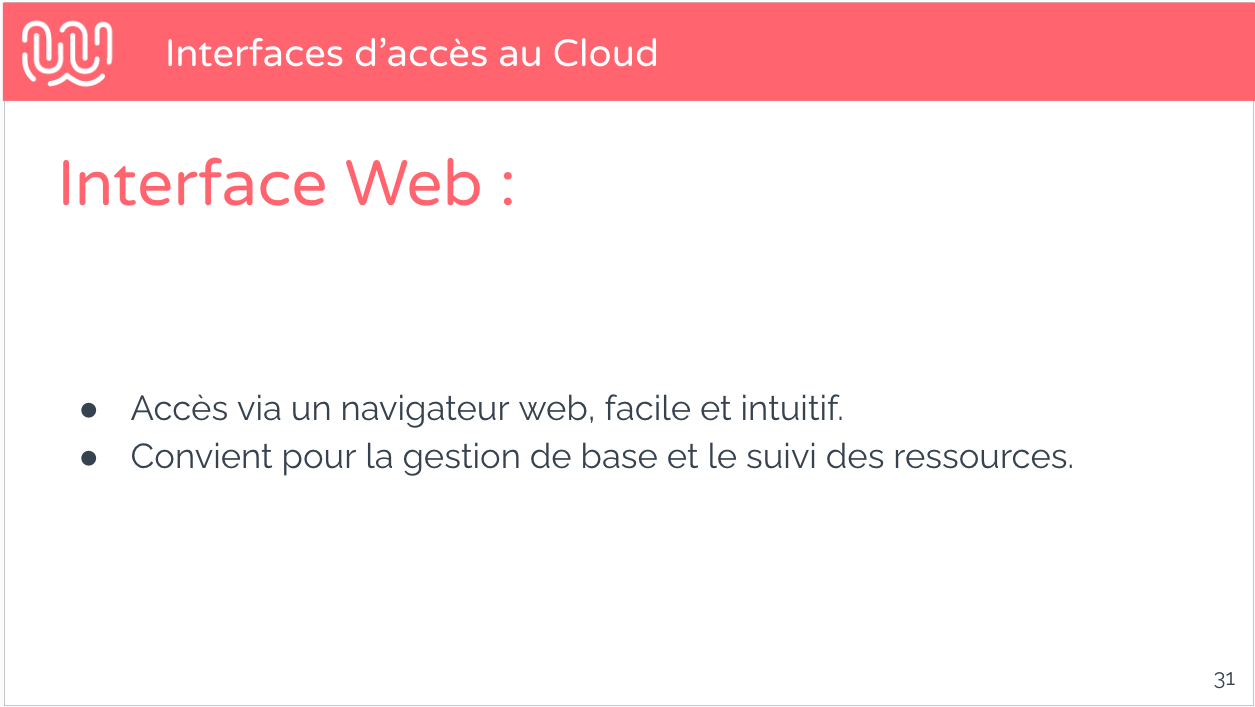 Interfaces d’accès au Cloud
Interface Web :
● Accès via un navigateur web, facile et intuitif.
● Convient pour la gestion de base et le suivi des ressources.
31